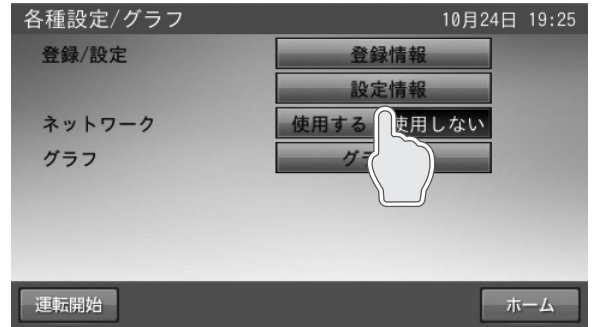 各種設定/グラフ 10月24日 19:25
登録/設定 登録情報
設定情報
ネットワーク 使用する 使用しない
グラフ
運転開始 ホーム